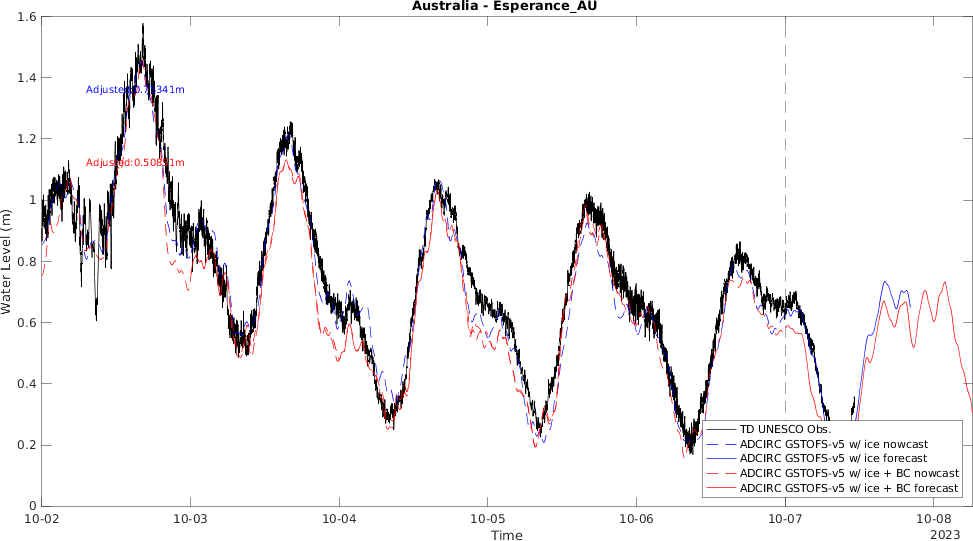 Australia - Esperance_AU
1.6
1.4
1.2
1
0.8
0.6
0.4
0.2
0
Water Level (m)
TD UNESCO Obs.
ADCIRC GSTOFS-v5 w/ ice nowcast
ADCIRC GSTOFS-v5 w/ ice forecast
ADCIRC GSTOFS-v5 w/ ice + BC nowcast
ADCIRC GSTOFS-v5 w/ ice + BC forecast
10-02 10-03 10-04 10-05 10-06 10-07 10-08
Time
2023